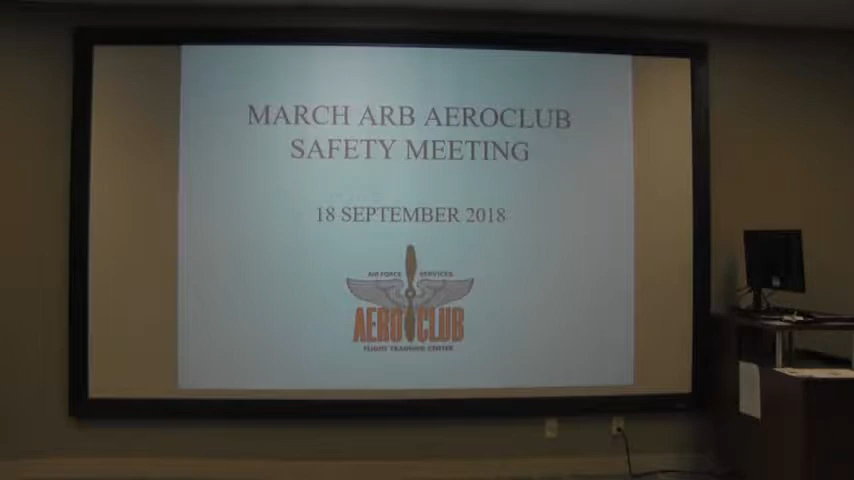 MARCH ARB AEROCLUB
SAFETY MEETING
18 SEPTEMBER 2018
AIR FORCE SERVICES
AERO CLUB
FLIGHT TRAINING CENTER